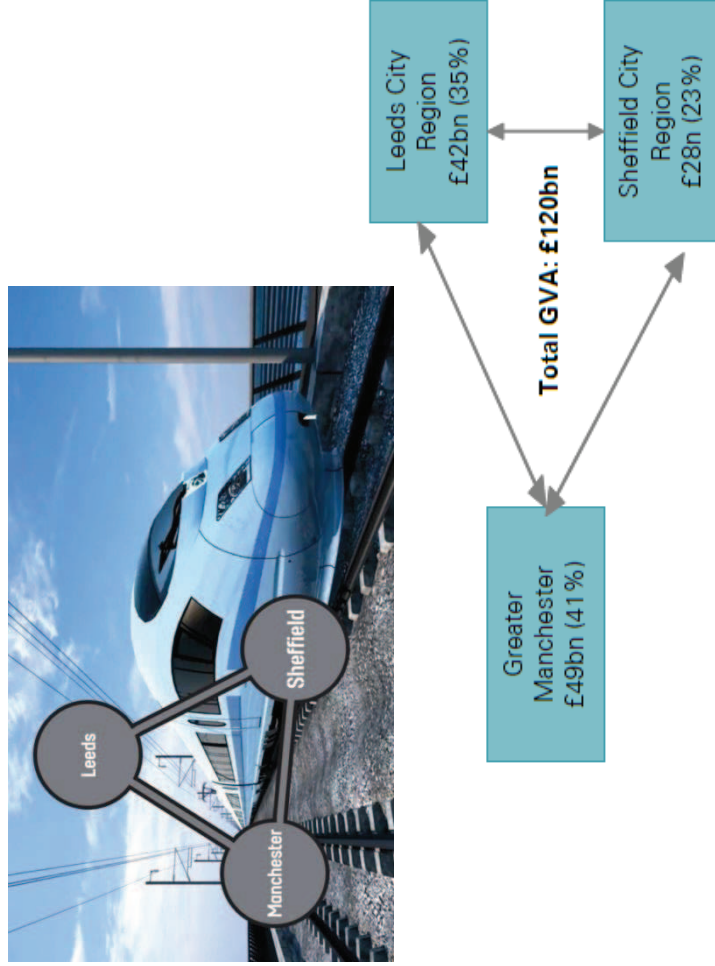 Leeds
Manchester
Sheffield
Leeds City
Region
£42bn (35%)
Total GVA: £120bn
Greater
Manchester
£49bn (41%)
Sheffield City
Region
£28n (23%)